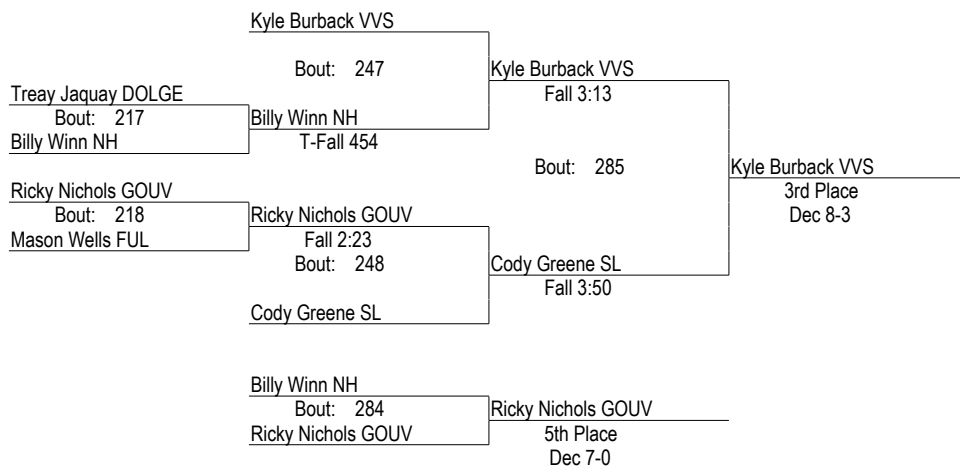 Kyle Burback VVS
Bout: 247
Kyle Burback VVS
Fall 3:13
Treay Jaquay DOLGE
Bout: 217
Billy Winn NH
Billy Winn NH
T-Fall 454
Bout: 285
Kyle Burback VVS
3rd Place
Dec 8-3
Ricky Nichols GOUV
Bout: 218
Mason Wells FUL
Ricky Nichols GOUV
Fall 2:23
Bout: 248
Cody Greene SL
Fall 3:50
Cody Greene SL
Billy Winn NH
Bout: 284
Ricky Nichols GOUV
Ricky Nichols GOUV
5th Place
Dec 7-0